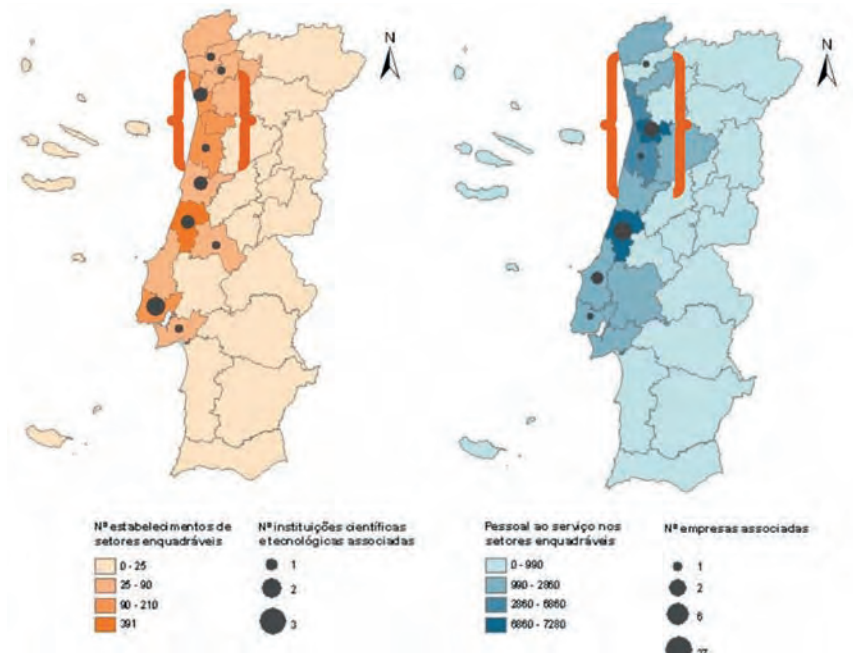 N
N
Nº estabelecimentos de
setores enquadráveis
0 - 25
25 - 90
90 - 210
391
Nº instituições científicas
e tecnológicas associadas
1
2
3
Pessoal ao serviço nos
setores enquadráveis
0 - 990
990 - 2860
2860 - 6860
6860 - 7280
Nº empresas associadas
1
2
6